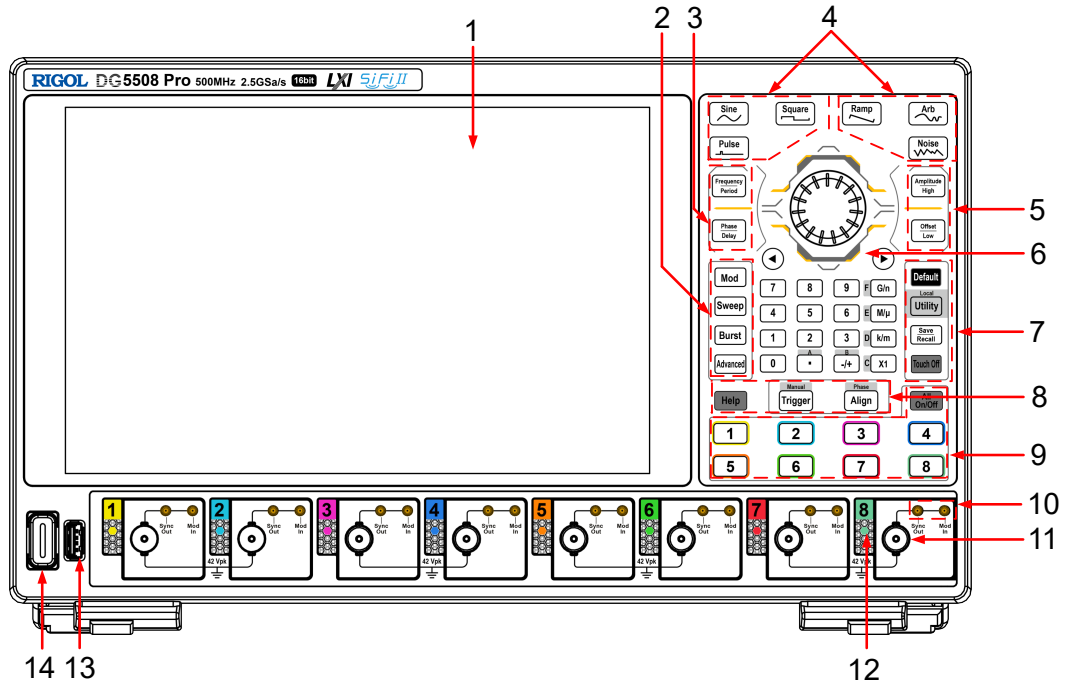 1
2
3
4
RIGOL DG5508 Pro 500MHz 2.5GSa/s 16bit LXI SiFi II
Sine
Square
Ramp
Arb
Pulse
Noise
Frequency
Period
Amplitude
High
Phase
Delay
Offset
Low
5
6
Mod
Sweep
Burst
Advanced
7 8 9 F G/n
4 5 6 E M/µ
1 2 3 D k/m
A B
0 • -/+ C X1
Default
Local
Utility
Save
Recall
Touch Off
7
Help
Manual
Trigger
Phase
Align
All
On/Off
8
1 2 3 4
5 6 7 8
9
1
Sync
Out
Mod
In
42 Vpk
2
Sync
Out
Mod
In
3
Sync
Out
Mod
In
42 Vpk
4
Sync
Out
Mod
In
5
Sync
Out
Mod
In
42 Vpk
6
Sync
Out
Mod
In
7
Sync
Out
Mod
In
42 Vpk
8
Sync
Out
Mod
In
10
11
14 13
12